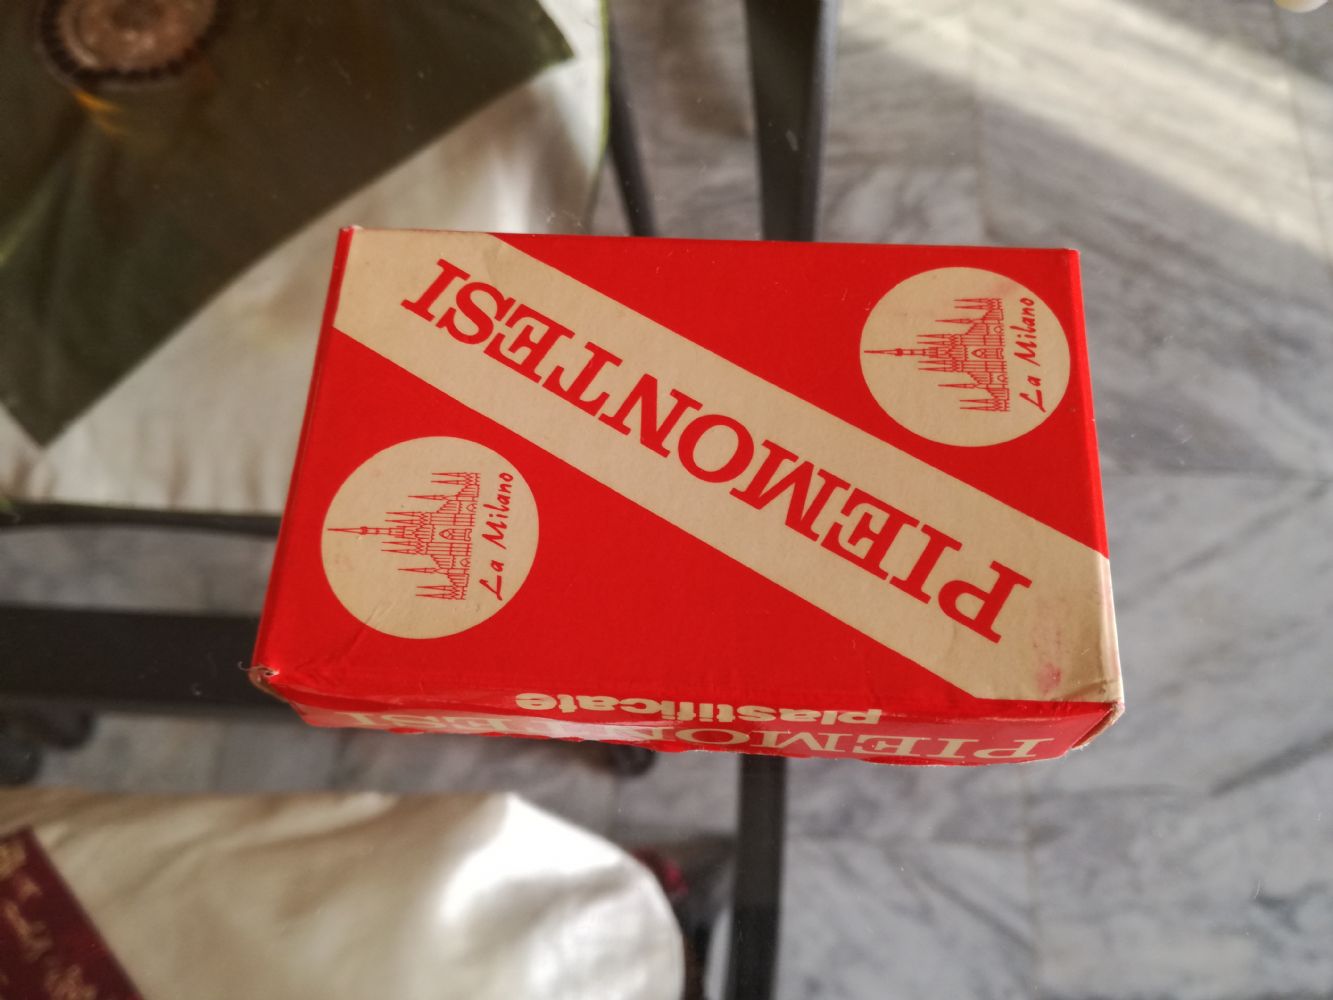 PIEMONTESI
La Milano
La Milano
plastificate
PIEMONTESI